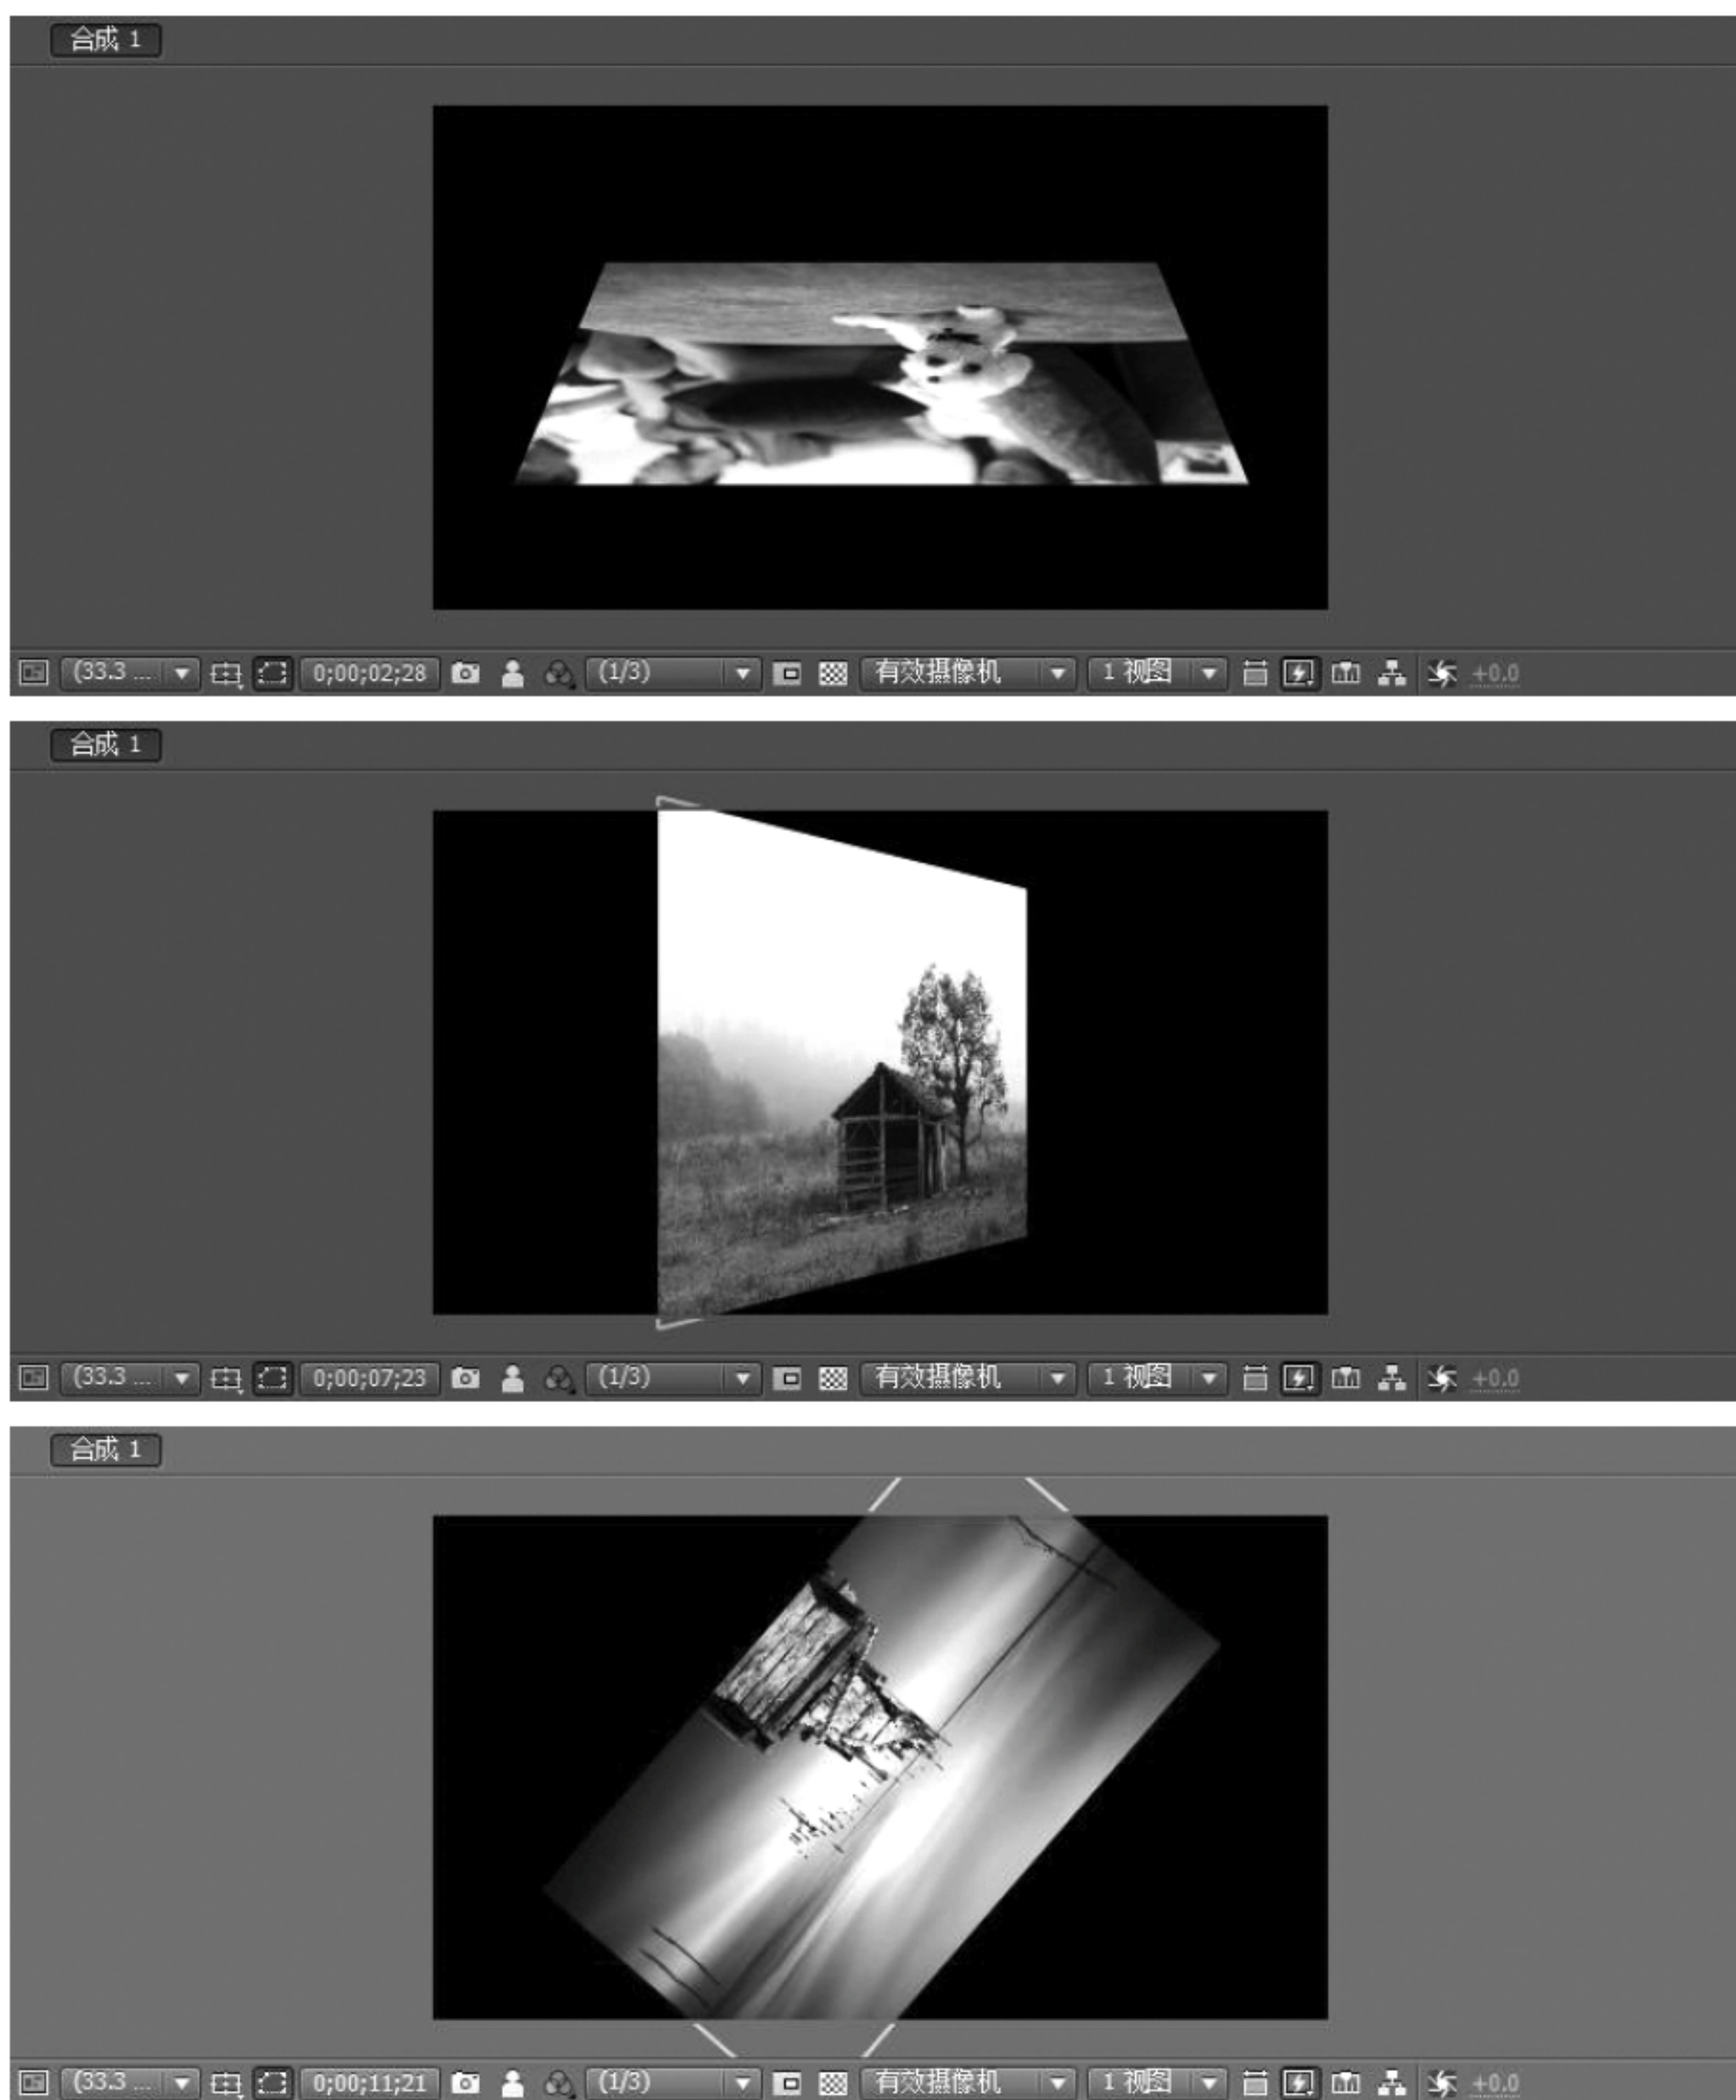 合成 1
(33.3 ... 0;00;02;28 (1/3) 有效摄像机 1 视图 +0.0
合成 1
(33.3 ... 0;00;07;23 (1/3) 有效摄像机 1 视图 +0.0
合成 1
(33.3 ... 0;00;11;21 (1/3) 有效摄像机 1 视图 +0.0